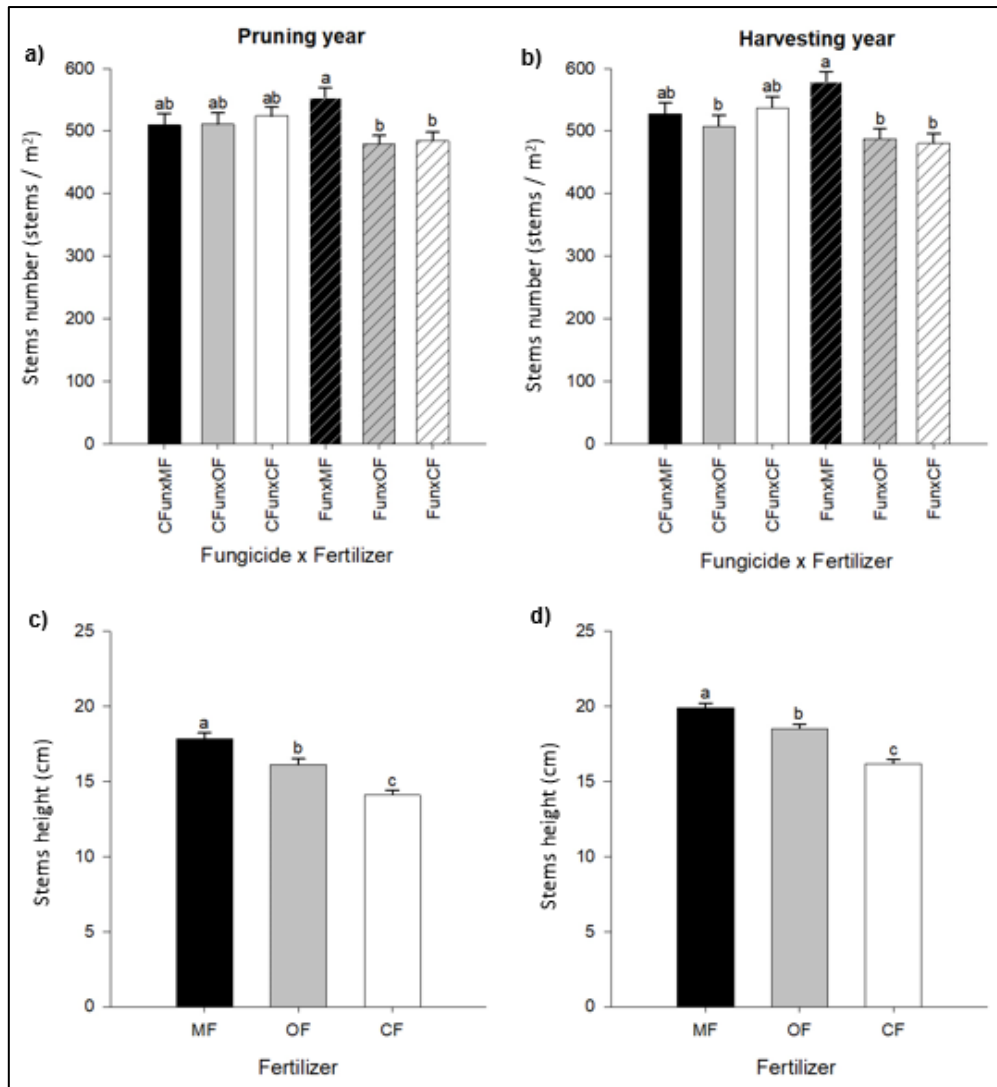 Pruning year
a)
600
500
400
300
200
100
0
Stems number (stems / m²)
ab
ab
ab
a
b
b
CFunxMF
CFunxOF
CFunxCF
FunxMF
FunxOF
FunxCF
Fungicide x Fertilizer
Harvesting year
b)
600
500
400
300
200
100
0
Stems number (stems / m²)
ab
b
ab
a
b
b
CFunxMF
CFunxOF
CFunxCF
FunxMF
FunxOF
FunxCF
Fungicide x Fertilizer
c)
25
20
15
10
5
0
Stems height (cm)
a
b
c
MF OF CF
Fertilizer
d)
25
20
15
10
5
0
Stems height (cm)
a
b
c
MF OF CF
Fertilizer